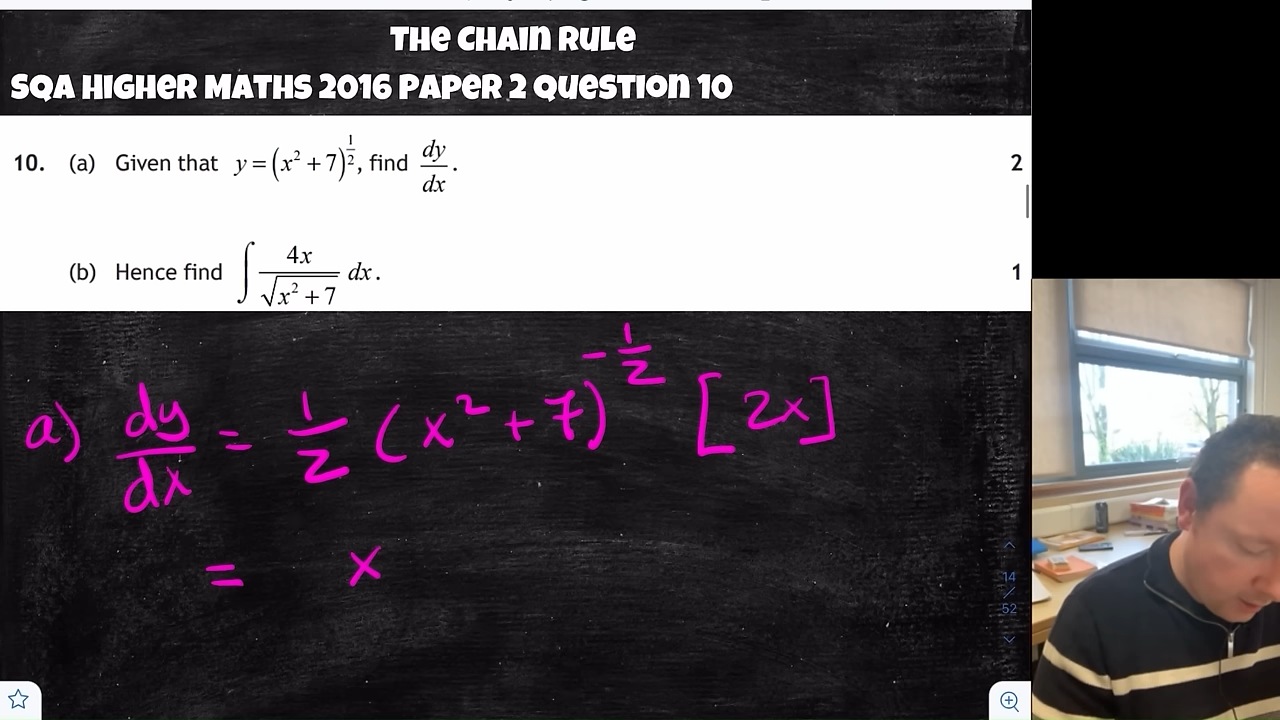 THE CHAIN RULE
SQA HIGHER MATHS 2016 PAPER 2 QUESTION 10
10. (a) Given that y = (x² + 7)^(1/2), find dy/dx. 2
(b) Hence find ∫ 4x/√(x² + 7) dx. 1
a) dy/dx = 1/2 (x² + 7)^(-1/2) [2x]
= x
14
/
52